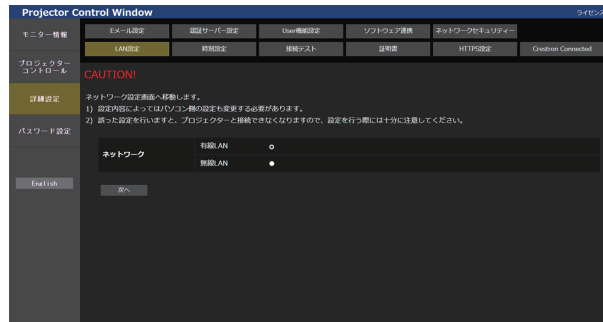 Projector Control Window
ライセンス
モニター情報
プロジェクター
コントロール
詳細設定
パスワード設定
English
Eメール設定
認証サーバー設定
User機能設定
ソフトウェア連携
ネットワークセキュリティー
LAN設定
時刻設定
接続テスト
証明書
HTTPS設定
Crestron Connected
CAUTION!
ネットワーク設定画面へ移動します。
1) 設定内容によってはパソコン側の設定も変更する必要があります。
2) 誤った設定を行いますと、プロジェクターと接続できなくなりますので、設定を行う際には十分に注意してください。
ネットワーク
有線LAN
無線LAN
次へ